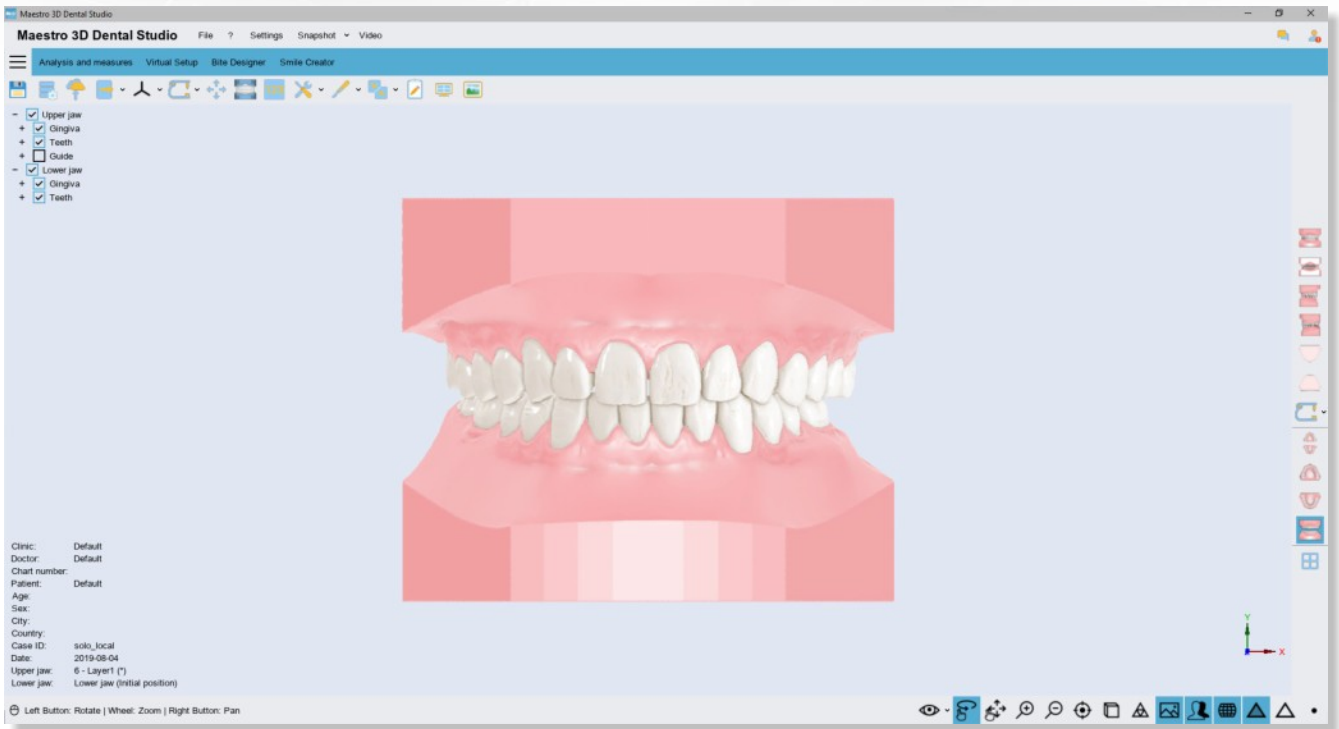 Maestro 3D Dental Studio
Maestro 3D Dental Studio File ? Settings Snapshot Video
Analysis and measures Virtual Setup Bite Designer Smile Creator
Upper jaw
Gingiva
Teeth
Guide
Lower jaw
Gingiva
Teeth
Clinic: Default
Doctor: Default
Chart number:
Patient: Default
Age:
Sex:
City:
Country:
Case ID: solo_local
Date: 2019-08-04
Upper jaw: 6 - Layer1 (*)
Lower jaw: Lower jaw (Initial position)
Y
X
Left Button: Rotate | Wheel: Zoom | Right Button: Pan